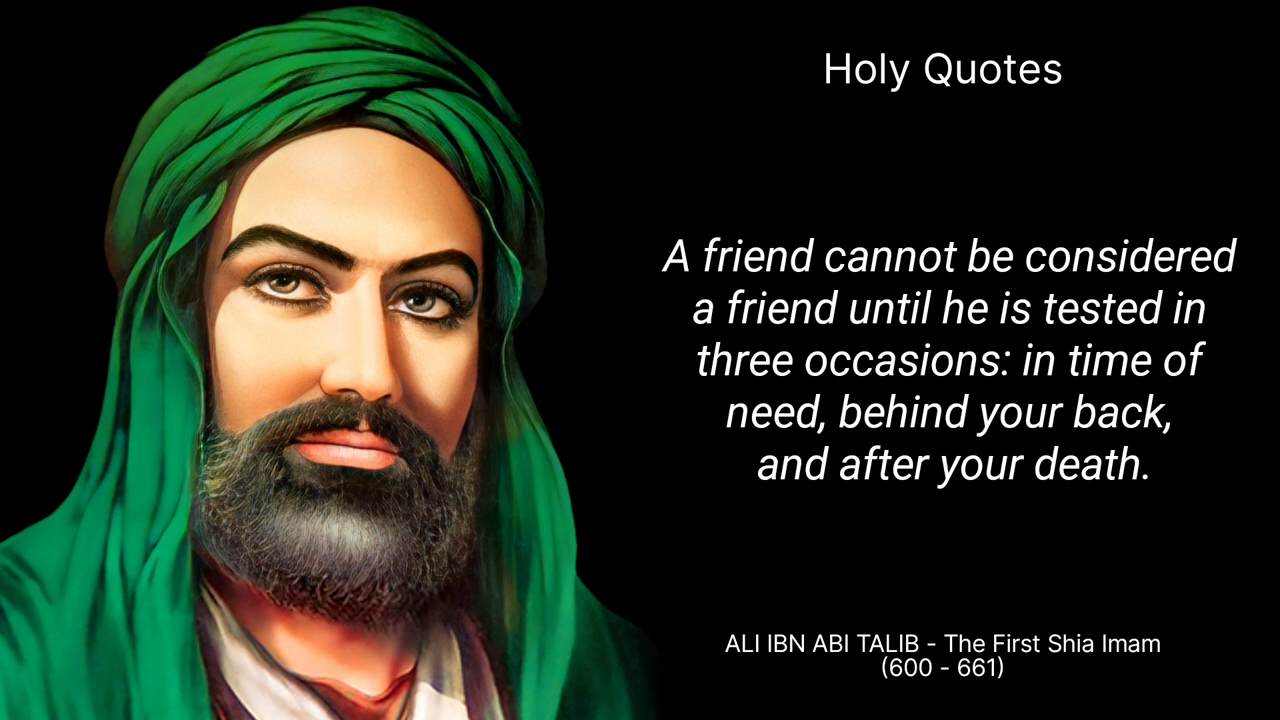 Holy Quotes
A friend cannot be considered
a friend until he is tested in
three occasions: in time of
need, behind your back,
and after your death.
ALI IBN ABI TALIB - The First Shia Imam
(600 - 661)